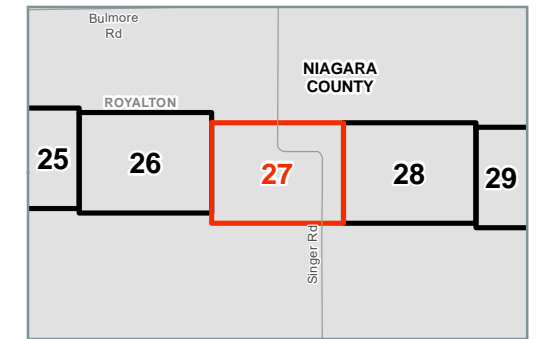 Bulmore
Rd
NIAGARA
COUNTY
ROYALTON
25
26
27
28
29
Singer Rd